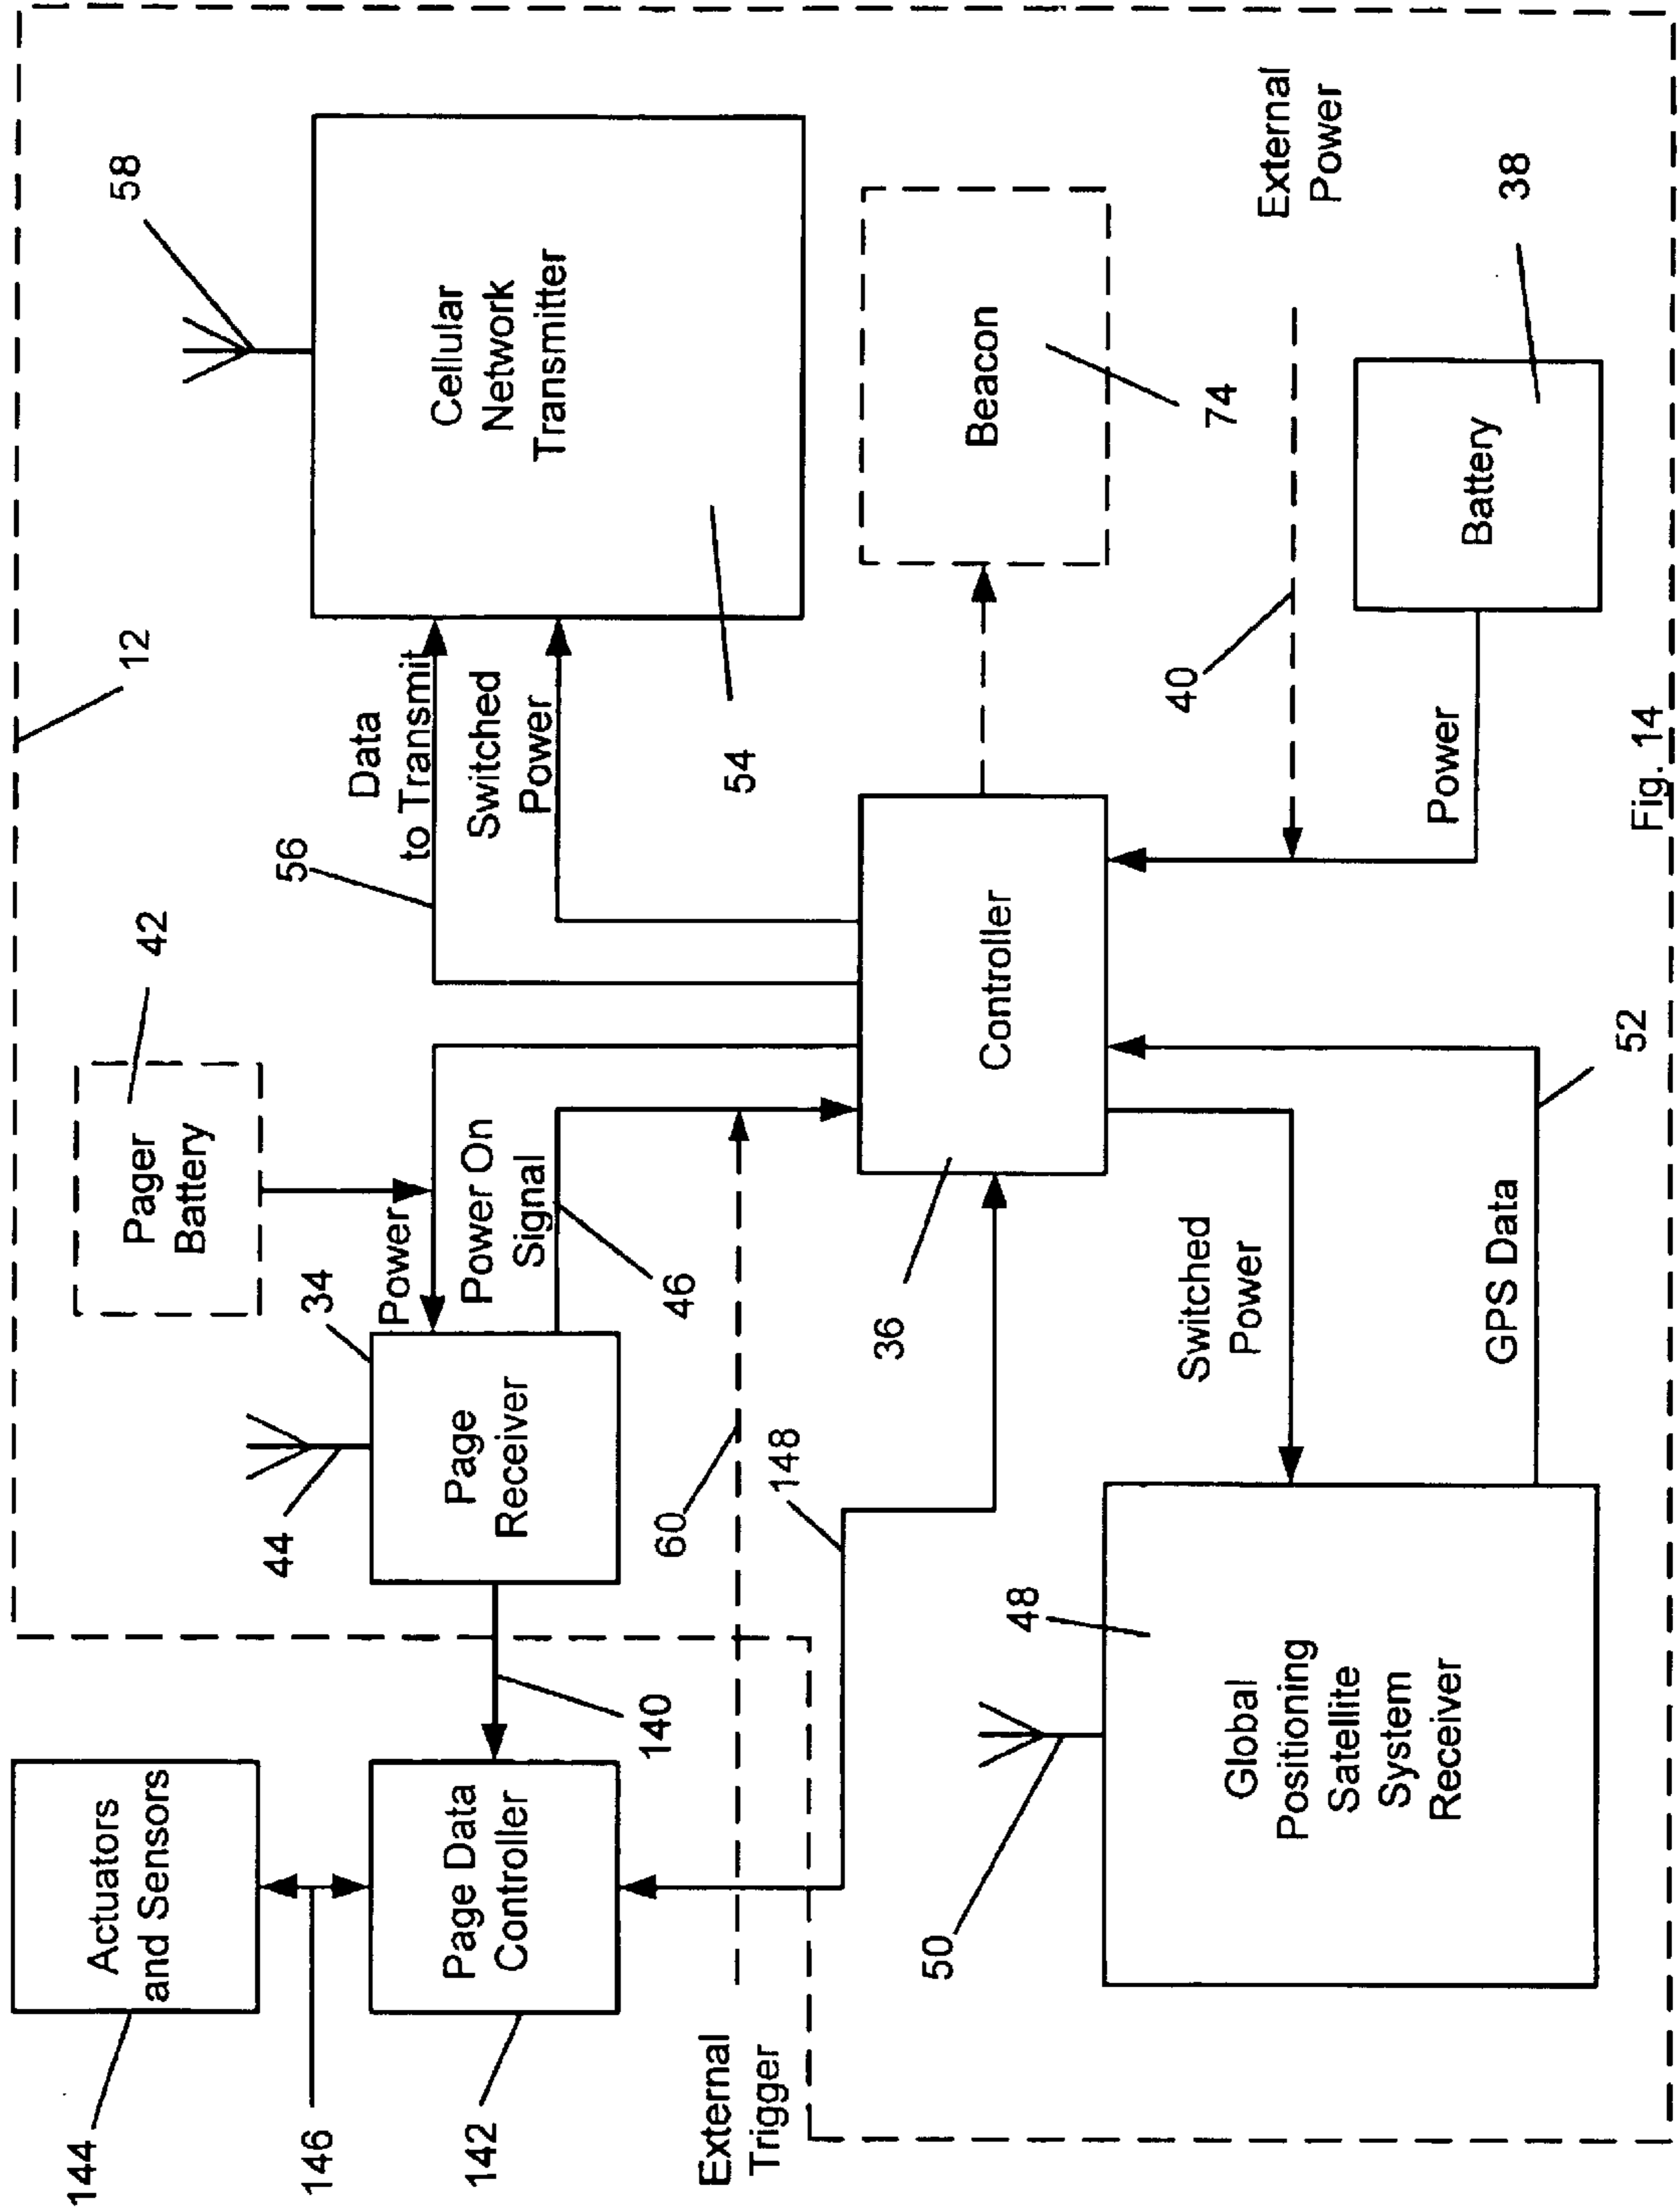 144
Actuators
and Sensors
146
142
Page Data
Controller
140
44
Page
Receiver
34
Pager
Battery
42
Power
Power On
Signal
46
External
Trigger
60
148
12
56
Data
to Transmit
Switched
Power
58
Cellular
Network
Transmitter
54
36
Controller
Beacon
74
50
48
Global
Positioning
Satellite
System
Receiver
Switched
Power
GPS Data
52
40
External
Power
Power
Battery
38
Fig. 14